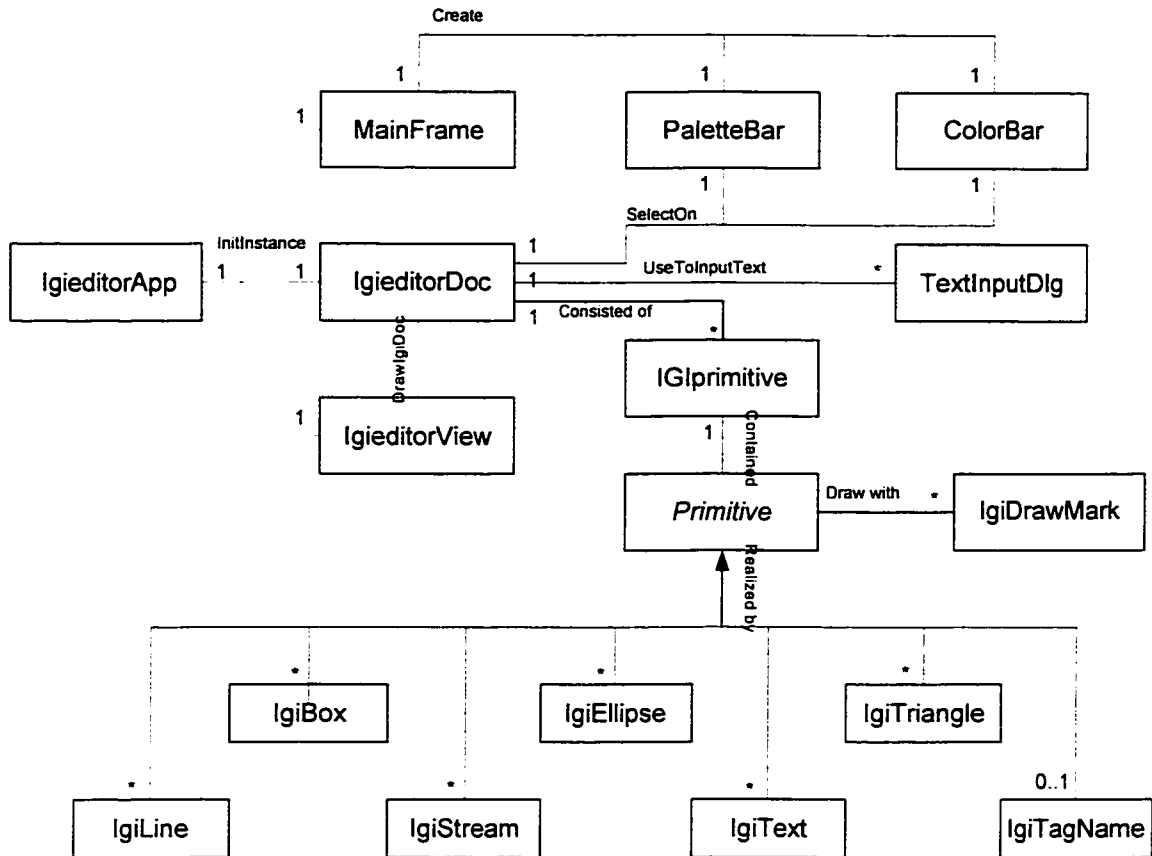 Create
1 1 1
1 MainFrame PaletteBar ColorBar
1 1
SelectOn
InitInstance
1
IgieditorApp 1 1 IgieditorDoc 1 UseToInputText * TextInputDlg
1 Consisted of
*
DrawIgiDoc
IGIprimitive
1 IgieditorView
1 Contained
Primitive Draw with * IgiDrawMark
Realized by
* * *
IgiBox IgiEllipse IgiTriangle
* * * 0..1
IgiLine IgiStream IgiText IgiTagName